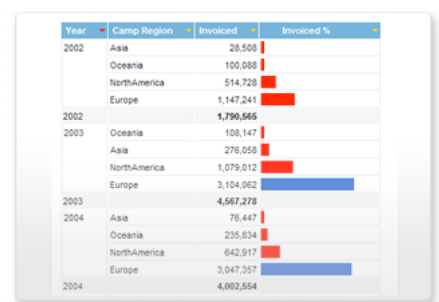 Year Camp Region Invoiced Invoiced %
2002 Asia 28,508
Oceania 100,088
NorthAmerica 514,728
Europe 1,147,241
2002 1,790,565
2003 Oceania 108,147
Asia 276,058
NorthAmerica 1,079,012
Europe 3,104,062
2003 4,567,278
2004 Asia 76,447
Oceania 235,834
NorthAmerica 642,917
Europe 3,047,357
2004 4,002,554